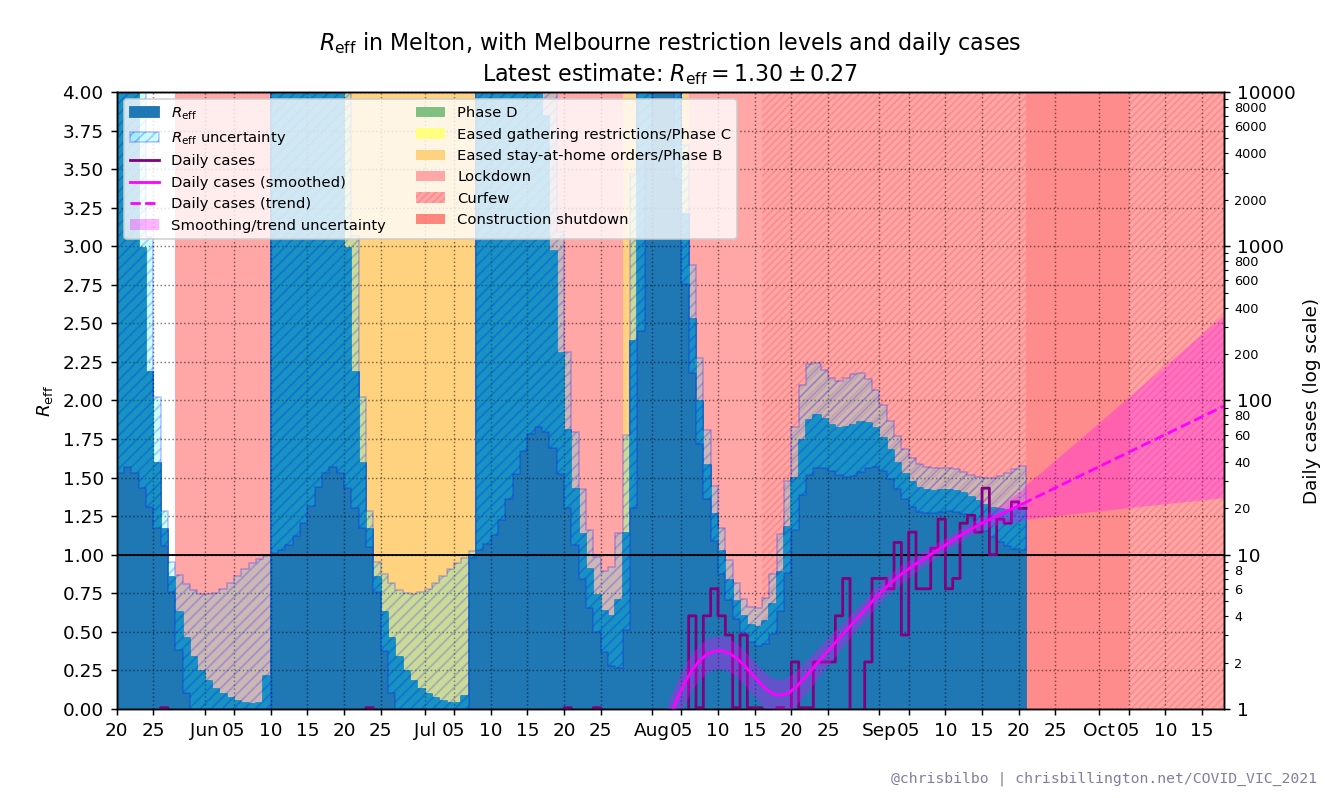 Reff in Melton, with Melbourne restriction levels and daily cases
Latest estimate: Reff = 1.30 ± 0.27
Reff
Reff uncertainty
Daily cases
Daily cases (smoothed)
Daily cases (trend)
Smoothing/trend uncertainty
Phase D
Eased gathering restrictions/Phase C
Eased stay-at-home orders/Phase B
Lockdown
Curfew
Construction shutdown
4.00
3.75
3.50
3.25
3.00
2.75
2.50
2.25
2.00
1.75
1.50
1.25
1.00
0.75
0.50
0.25
0.00
Reff
10000
8000
6000
4000
2000
1000
800
600
400
200
100
80
60
40
20
10
8
6
4
2
1
Daily cases (log scale)
20 25 Jun 05 10 15 20 25 Jul 05 10 15 20 25 Aug 05 10 15 20 25 Sep 05 10 15 20 25 Oct 05 10 15
@chrisbilbo | chrisbillington.net/COVID_VIC_2021